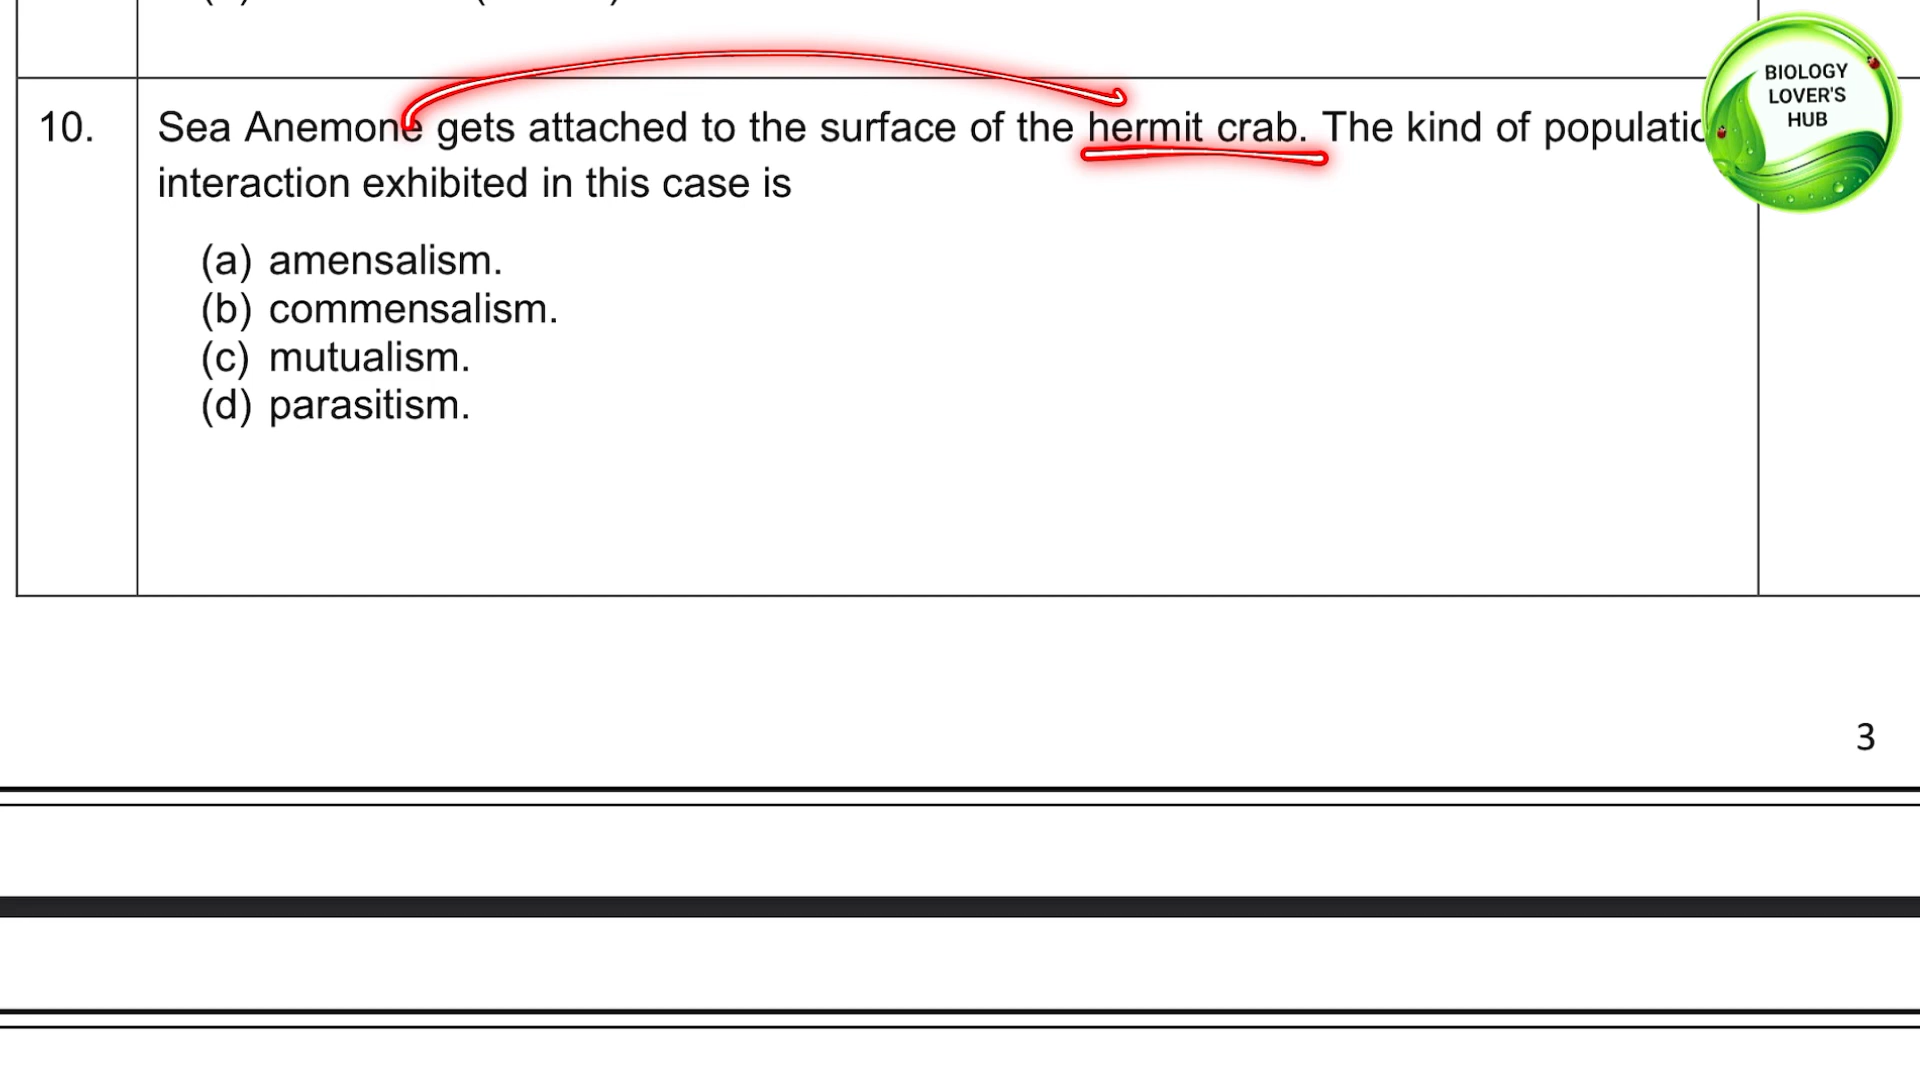 10.
Sea Anemone gets attached to the surface of the hermit crab. The kind of
interaction exhibited in this case is
(a) amensalism.
(b) commensalism.
(c) mutualism.
(d) parasitism.
BIOLOGY
LOVER'S
HUB
3